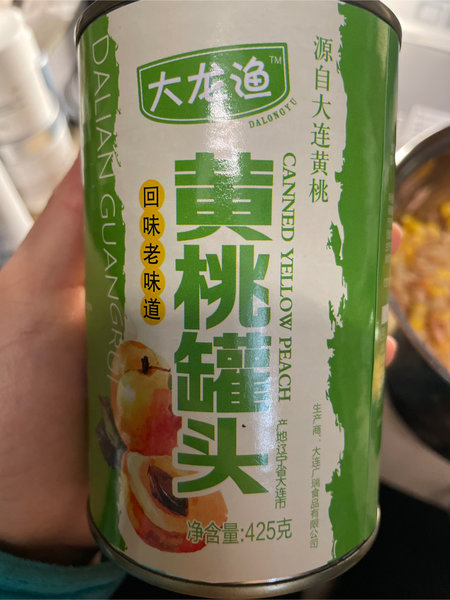 大龙渔™
DALONGYU
源自大连黄桃
DALIAN GUANGRUI
回味老味道
黄桃罐头
CANNED YELLOW PEACH
产地:辽宁省大连市
生产商：大连广瑞食品有限公司
净含量:425克